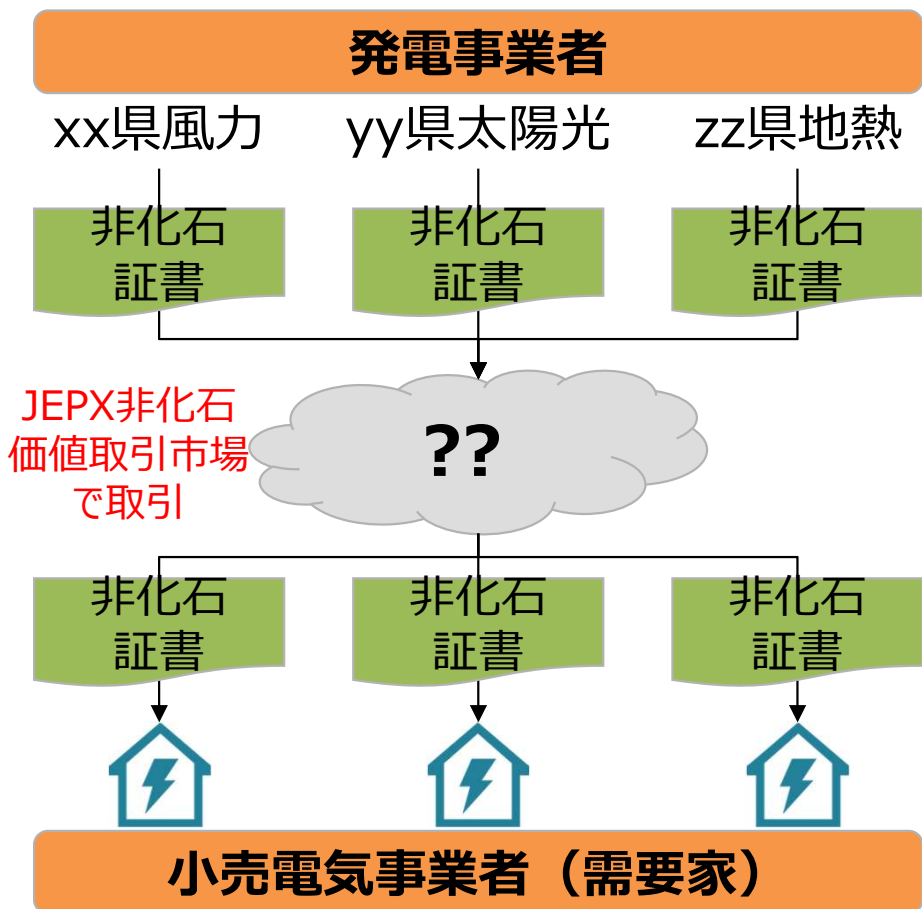 発電事業者
xx県風力 yy県太陽光 zz県地熱
非化石 非化石 非化石
証書 証書 証書
JEPX非化石
価値取引市場
で取引
??
非化石 非化石 非化石
証書 証書 証書
小売電気事業者（需要家）